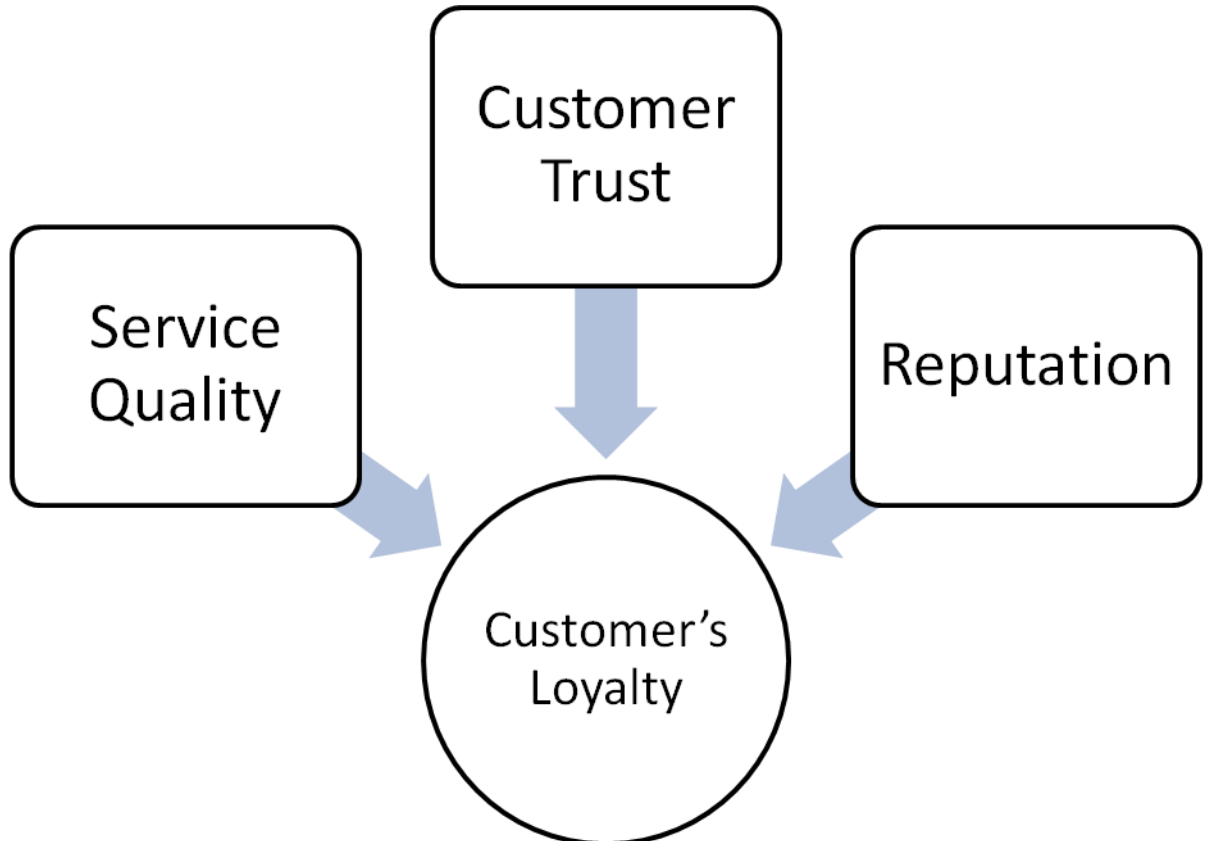 Customer
Trust
Service
Quality
Reputation
Customer’s
Loyalty